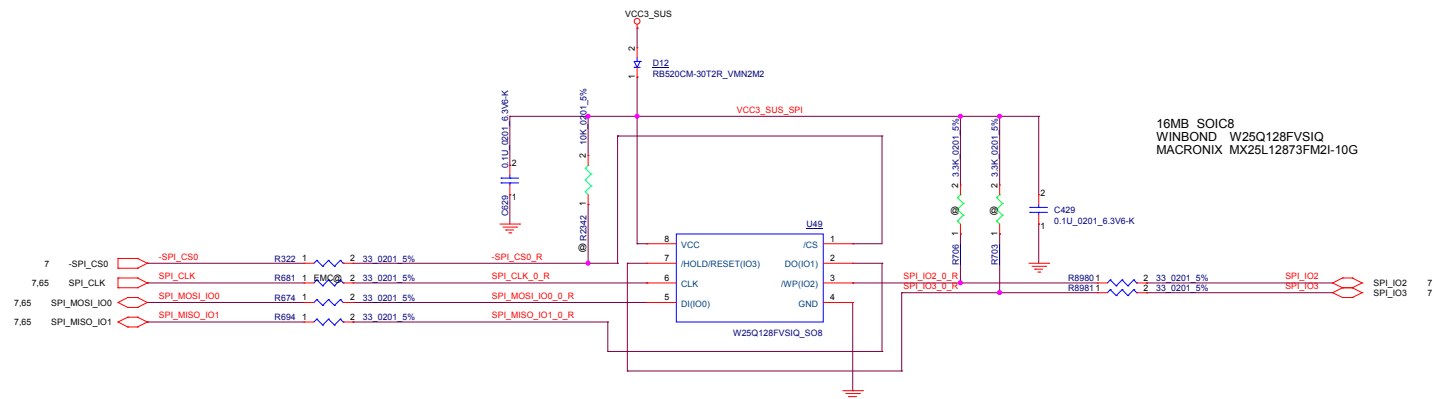 VCC3_SUS
2
D12
RB520CM-30T2R_VMN2M2
1
VCC3_SUS_SPI
0.1U_0201_6.3V6-K
2
1
C629
10K_0201_5%
2
1
@ R2342
3.3K_0201_5%
2
@
1
R706
3.3K_0201_5%
2
@
1
R703
2
C429
0.1U_0201_6.3V6-K
1
16MB SOIC8
WINBOND W25Q128FVSIQ
MACRONIX MX25L12873FM2I-10G
U49
8 VCC /CS 1
7 /HOLD/RESET(IO3) DO(IO1) 2
6 CLK /WP(IO2) 3
5 DI(IO0) GND 4
W25Q128FVSIQ_SO8
7 -SPI_CS0 -SPI_CS0 R322 1 2 33_0201_5% -SPI_CS0_R
7,65 SPI_CLK SPI_CLK R681 1 EMC@ 2 33_0201_5% SPI_CLK_0_R
7,65 SPI_MOSI_IO0 SPI_MOSI_IO0 R674 1 2 33_0201_5% SPI_MOSI_IO0_0_R
7,65 SPI_MISO_IO1 SPI_MISO_IO1 R694 1 2 33_0201_5% SPI_MISO_IO1_0_R
SPI_IO2_0_R R8980 1 2 33_0201_5% SPI_IO2 SPI_IO2 7
SPI_IO3_0_R R8981 1 2 33_0201_5% SPI_IO3 SPI_IO3 7